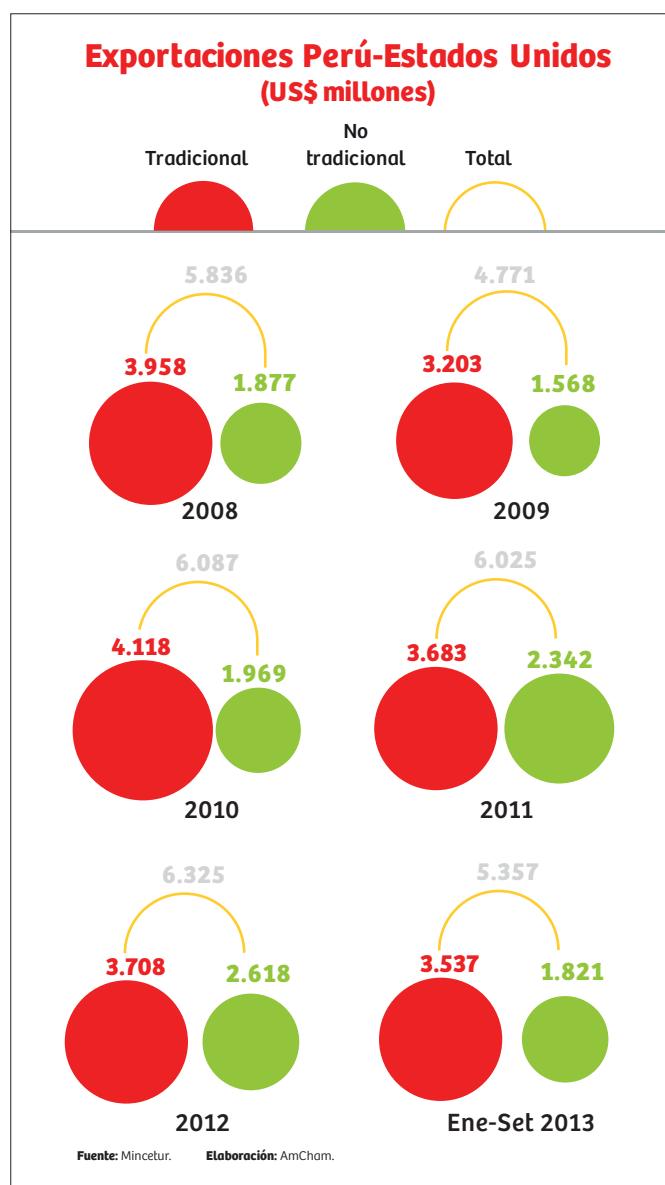 Exportaciones Perú-Estados Unidos
(US$ millones)
Tradicional
No
tradicional
Total
5.836
3.958
1.877
2008
4.771
3.203
1.568
2009
6.087
4.118
1.969
2010
6.025
3.683
2.342
2011
6.325
3.708
2.618
2012
5.357
3.537
1.821
Ene-Set 2013
Fuente: Mincetur. Elaboración: AmCham.